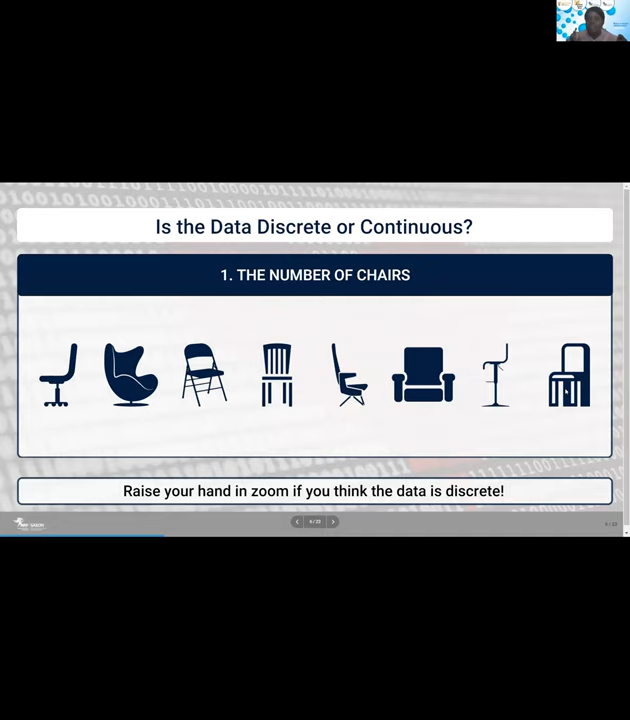 Is the Data Discrete or Continuous?
1. THE NUMBER OF CHAIRS
Raise your hand in zoom if you think the data is discrete!